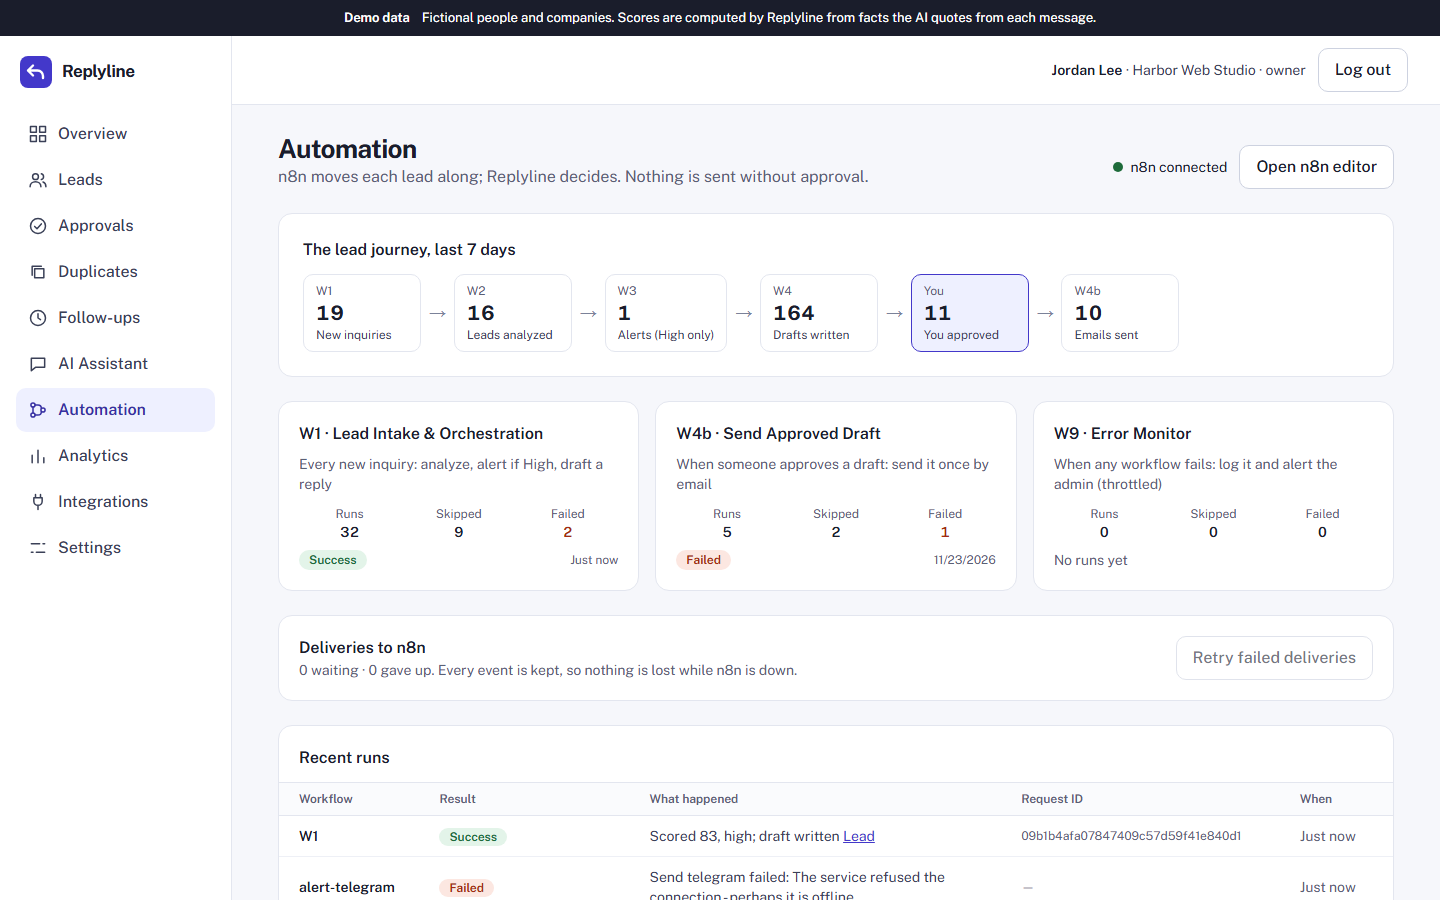 Demo data Fictional people and companies. Scores are computed by Replyline from facts the AI quotes from each message.
Replyline
Jordan Lee · Harbor Web Studio · owner
Log out
Overview
Leads
Approvals
Duplicates
Follow-ups
AI Assistant
Automation
Analytics
Integrations
Settings
Automation
n8n moves each lead along; Replyline decides. Nothing is sent without approval.
n8n connected
Open n8n editor
The lead journey, last 7 days
W1
19
New inquiries
→
W2
16
Leads analyzed
→
W3
1
Alerts (High only)
→
W4
164
Drafts written
→
You
11
You approved
→
W4b
10
Emails sent
W1 · Lead Intake & Orchestration
Every new inquiry: analyze, alert if High, draft a
reply
Runs Skipped Failed
32 9 2
Success Just now
W4b · Send Approved Draft
When someone approves a draft: send it once by
email
Runs Skipped Failed
5 2 1
Failed 11/23/2026
W9 · Error Monitor
When any workflow fails: log it and alert the
admin (throttled)
Runs Skipped Failed
0 0 0
No runs yet
Deliveries to n8n
0 waiting · 0 gave up. Every event is kept, so nothing is lost while n8n is down.
Retry failed deliveries
Recent runs
Workflow Result What happened Request ID When
W1 Success Scored 83, high; draft written Lead 09b1b4afa07847409c57d59f41e840d1 Just now
alert-telegram Failed Send telegram failed: The service refused the — Just now
connection - perhaps it is offline